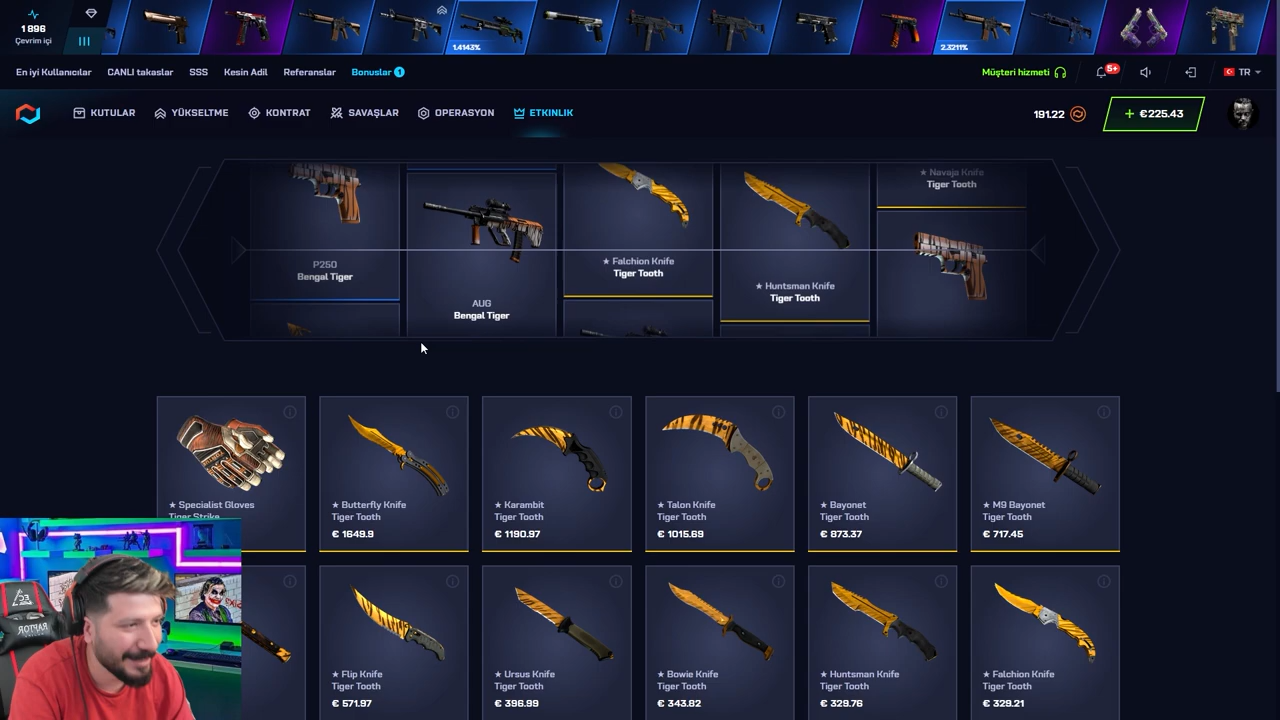 1 896
Çevrim içi
1.4143%
2.3211%
En iyi Kullanıcılar
CANLI takaslar
SSS
Kesin Adil
Referanslar
Bonuslar 1
Müşteri hizmeti
5+
TR
KUTULAR
YÜKSELTME
KONTRAT
SAVAŞLAR
OPERASYON
ETKINLIK
191.22
+ €225.43
P250
Bengal Tiger
AUG
Bengal Tiger
★ Falchion Knife
Tiger Tooth
★ Huntsman Knife
Tiger Tooth
★ Navaja Knife
Tiger Tooth
★ Specialist Gloves
Tiger Strike
★ Butterfly Knife
Tiger Tooth
€ 1649.9
★ Karambit
Tiger Tooth
€ 1190.97
★ Talon Knife
Tiger Tooth
€ 1015.69
★ Bayonet
Tiger Tooth
€ 873.37
★ M9 Bayonet
Tiger Tooth
€ 717.45
★ Flip Knife
Tiger Tooth
€ 571.97
★ Ursus Knife
Tiger Tooth
€ 396.99
★ Bowie Knife
Tiger Tooth
€ 343.82
★ Huntsman Knife
Tiger Tooth
€ 329.76
★ Falchion Knife
Tiger Tooth
€ 329.21